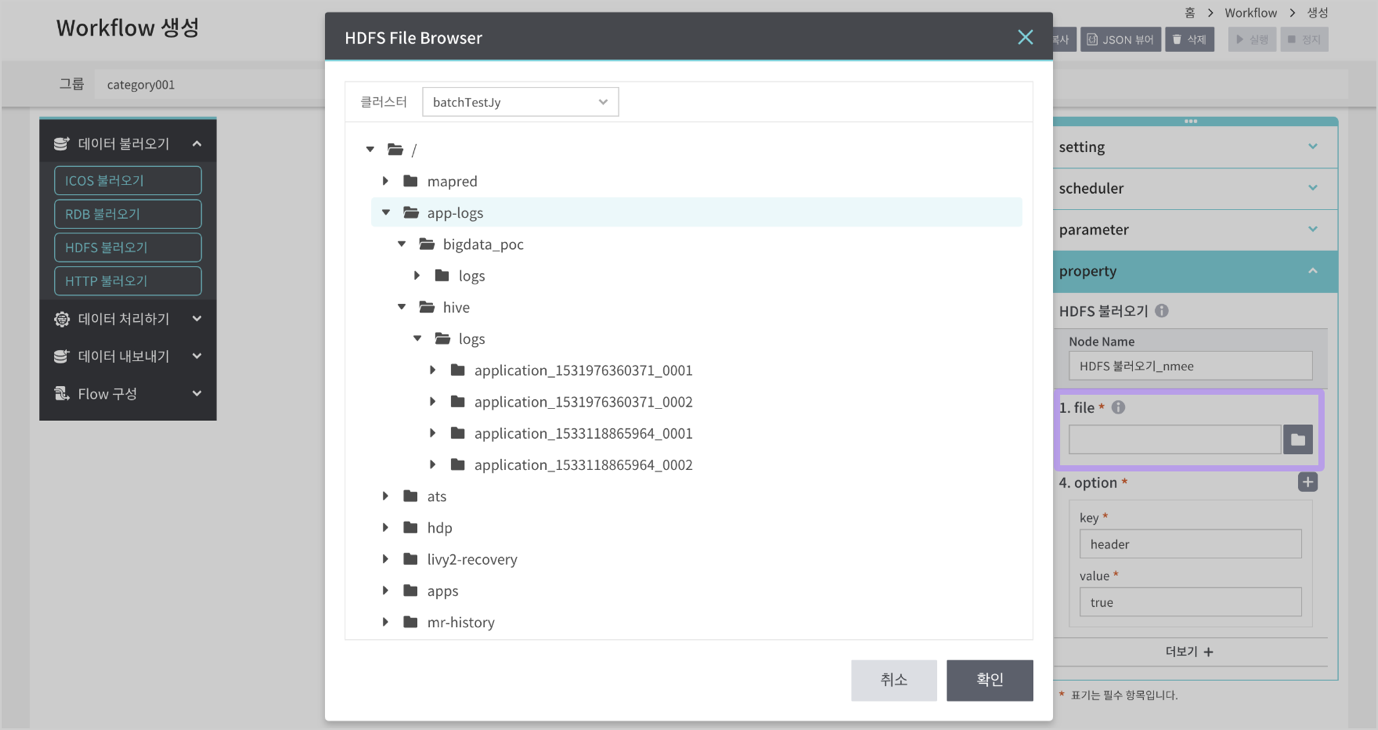 Workflow 생성
홈 > Workflow > 생성
복사
JSON 뷰어
삭제
실행
정지
그룹
category001
데이터 불러오기
ICOS 불러오기
RDB 불러오기
HDFS 불러오기
HTTP 불러오기
데이터 처리하기
데이터 내보내기
Flow 구성
HDFS File Browser
클러스터
batchTestJy
/
mapred
app-logs
bigdata_poc
logs
hive
logs
application_1531976360371_0001
application_1531976360371_0002
application_1533118865964_0001
application_1533118865964_0002
ats
hdp
livy2-recovery
apps
mr-history
취소
확인
setting
scheduler
parameter
property
HDFS 불러오기
Node Name
HDFS 불러오기_nmee
1. file *
4. option *
key *
header
value *
true
더보기 +
* 표기는 필수 항목입니다.